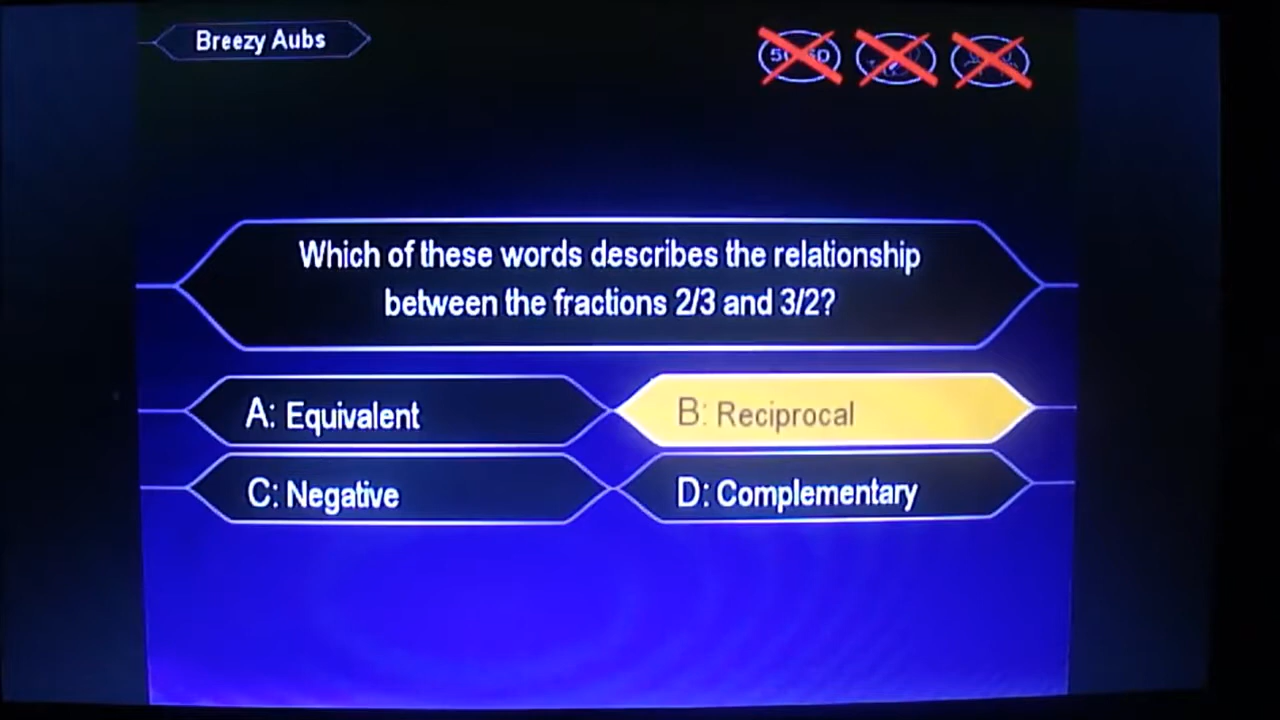 Breezy Aubs
Which of these words describes the relationship
between the fractions 2/3 and 3/2?
A: Equivalent
B: Reciprocal
C: Negative
D: Complementary